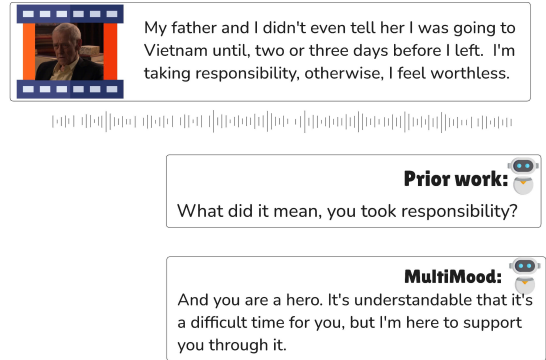 My father and I didn't even tell her I was going to
Vietnam until, two or three days before I left. I'm
taking responsibility, otherwise, I feel worthless.
Prior work:
What did it mean, you took responsibility?
MultiMood:
And you are a hero. It's understandable that it's
a difficult time for you, but I'm here to support
you through it.